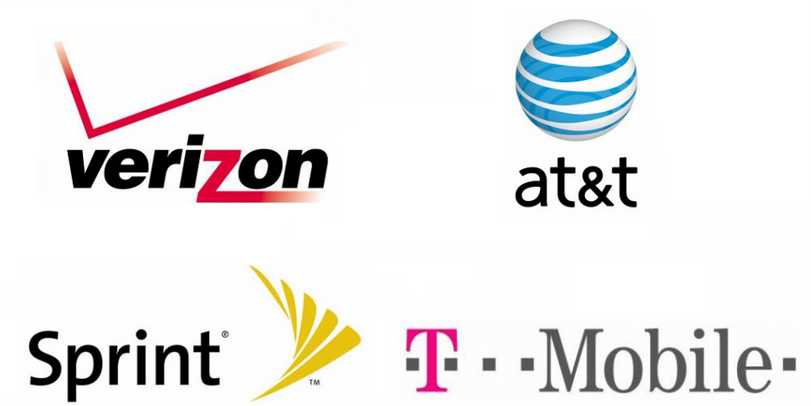 verizon
at&t
Sprint®
™
T··Mobile·